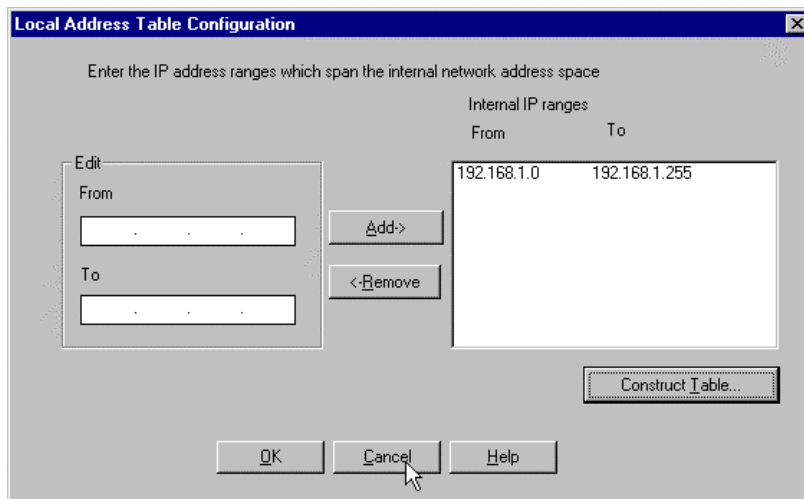 Local Address Table Configuration
Enter the IP address ranges which span the internal network address space
Internal IP ranges
From To
Edit
From
To
Add->
<-Remove
192.168.1.0 192.168.1.255
Construct Table...
OK Cancel Help